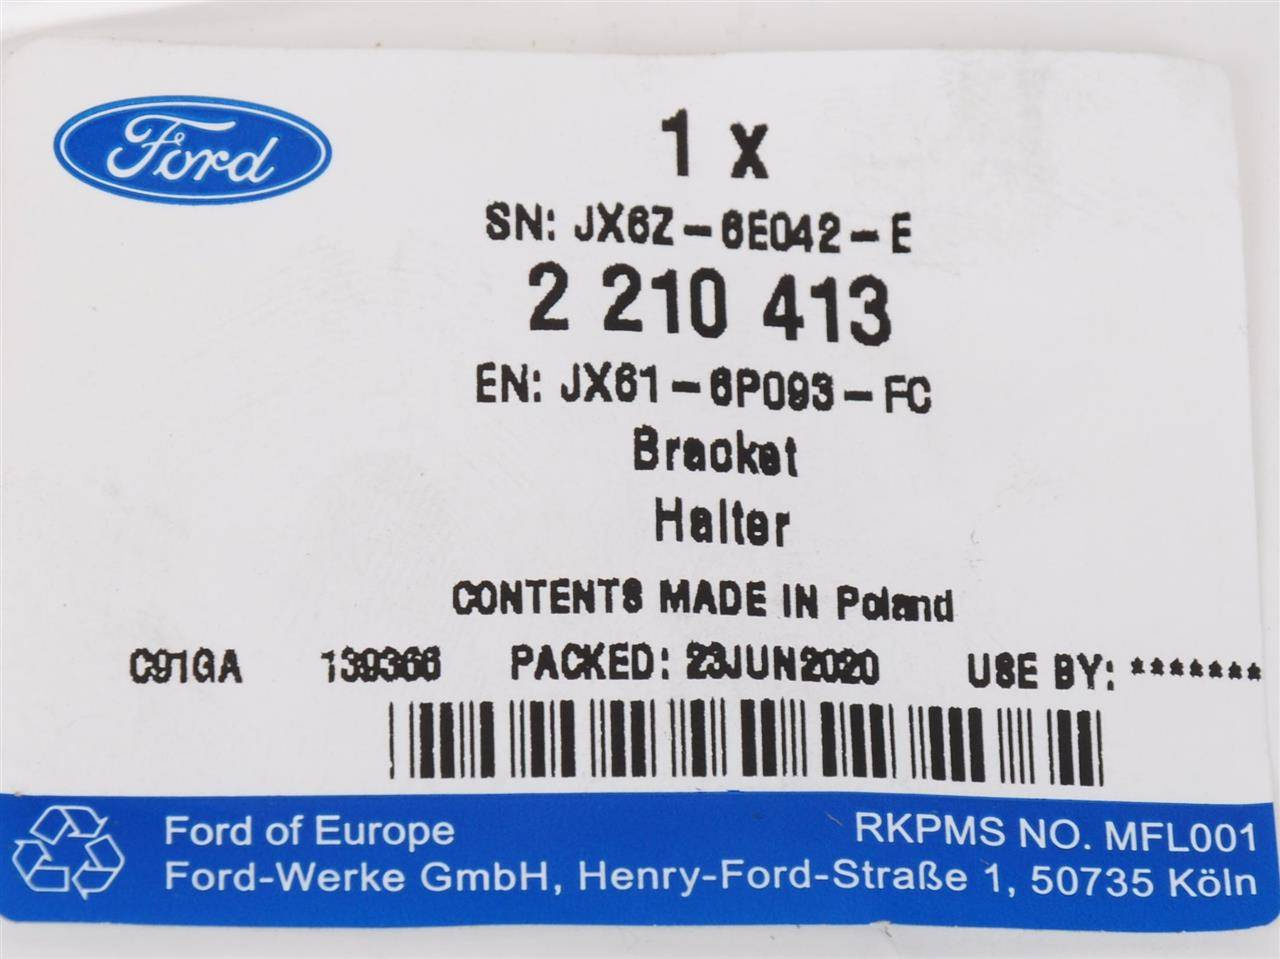 Ford
1 x
SN: JX6Z-6E042-E
2 210 413
EN: JX61-6P093-FC
Bracket
Halter
CONTENTS MADE IN Poland
C91GA 139366 PACKED: 23JUN2020 USE BY: *******
Ford of Europe RKPMS NO. MFL001
Ford-Werke GmbH, Henry-Ford-Straße 1, 50735 Köln